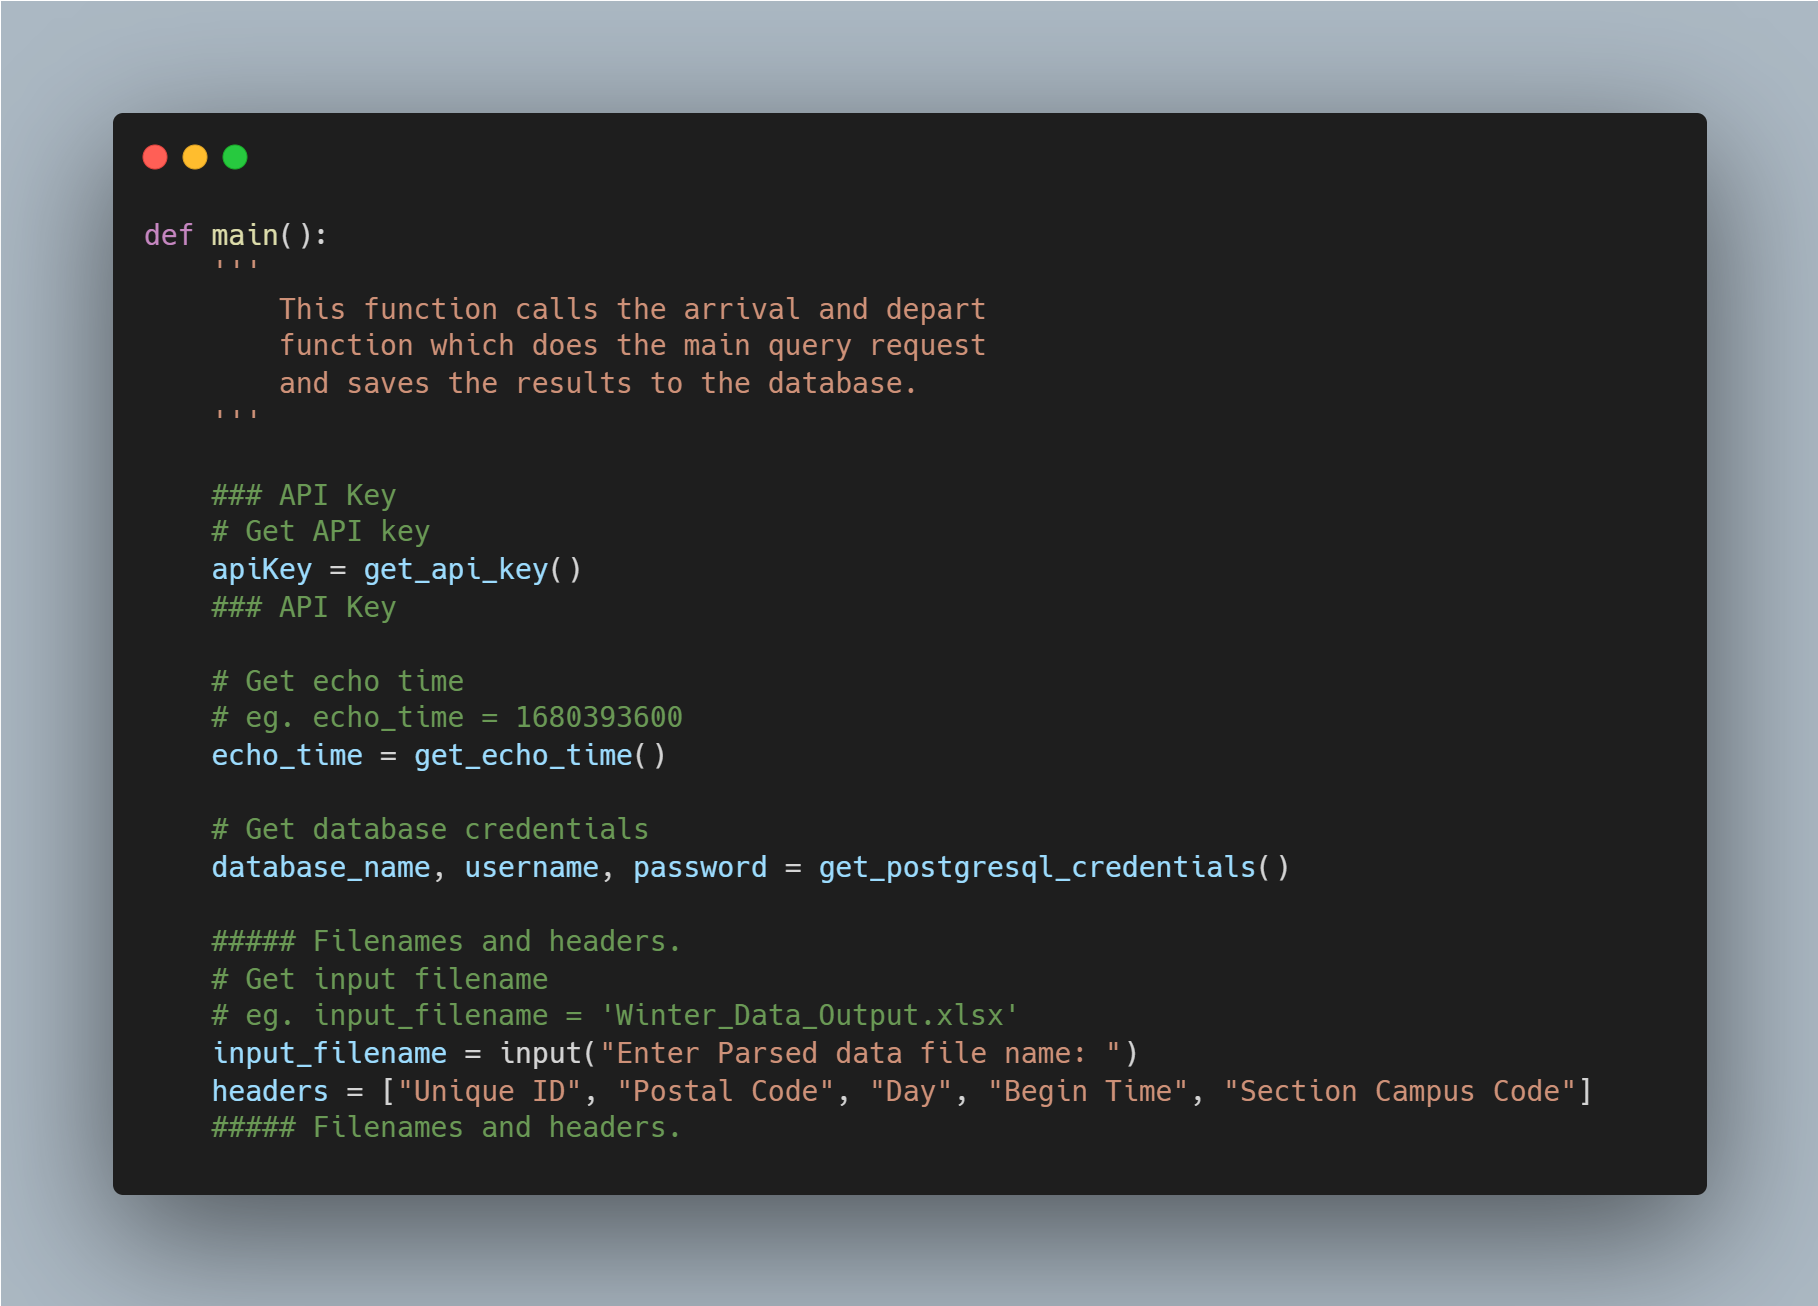 def main():
    '''
        This function calls the arrival and depart
        function which does the main query request
        and saves the results to the database.
    '''

    ### API Key
    # Get API key
    apiKey = get_api_key()
    ### API Key

    # Get echo time
    # eg. echo_time = 1680393600
    echo_time = get_echo_time()

    # Get database credentials
    database_name, username, password = get_postgresql_credentials()

    ##### Filenames and headers.
    # Get input filename
    # eg. input_filename = 'Winter_Data_Output.xlsx'
    input_filename = input("Enter Parsed data file name: ")
    headers = ["Unique ID", "Postal Code", "Day", "Begin Time", "Section Campus Code"]
    ##### Filenames and headers.